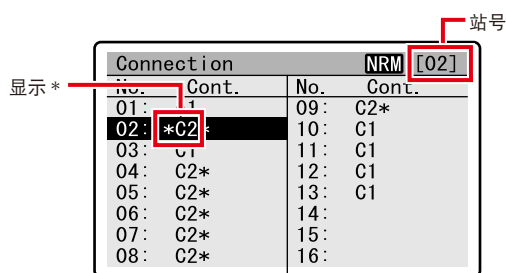 站号
Connection NRM [02]
显示*
No. Cont. No. Cont.
01: C1 09: C2*
02: *C2* 10: C1
03: C1 11: C1
04: C2* 12: C1
05: C2* 13: C1
06: C2* 14:
07: C2* 15:
08: C2* 16: